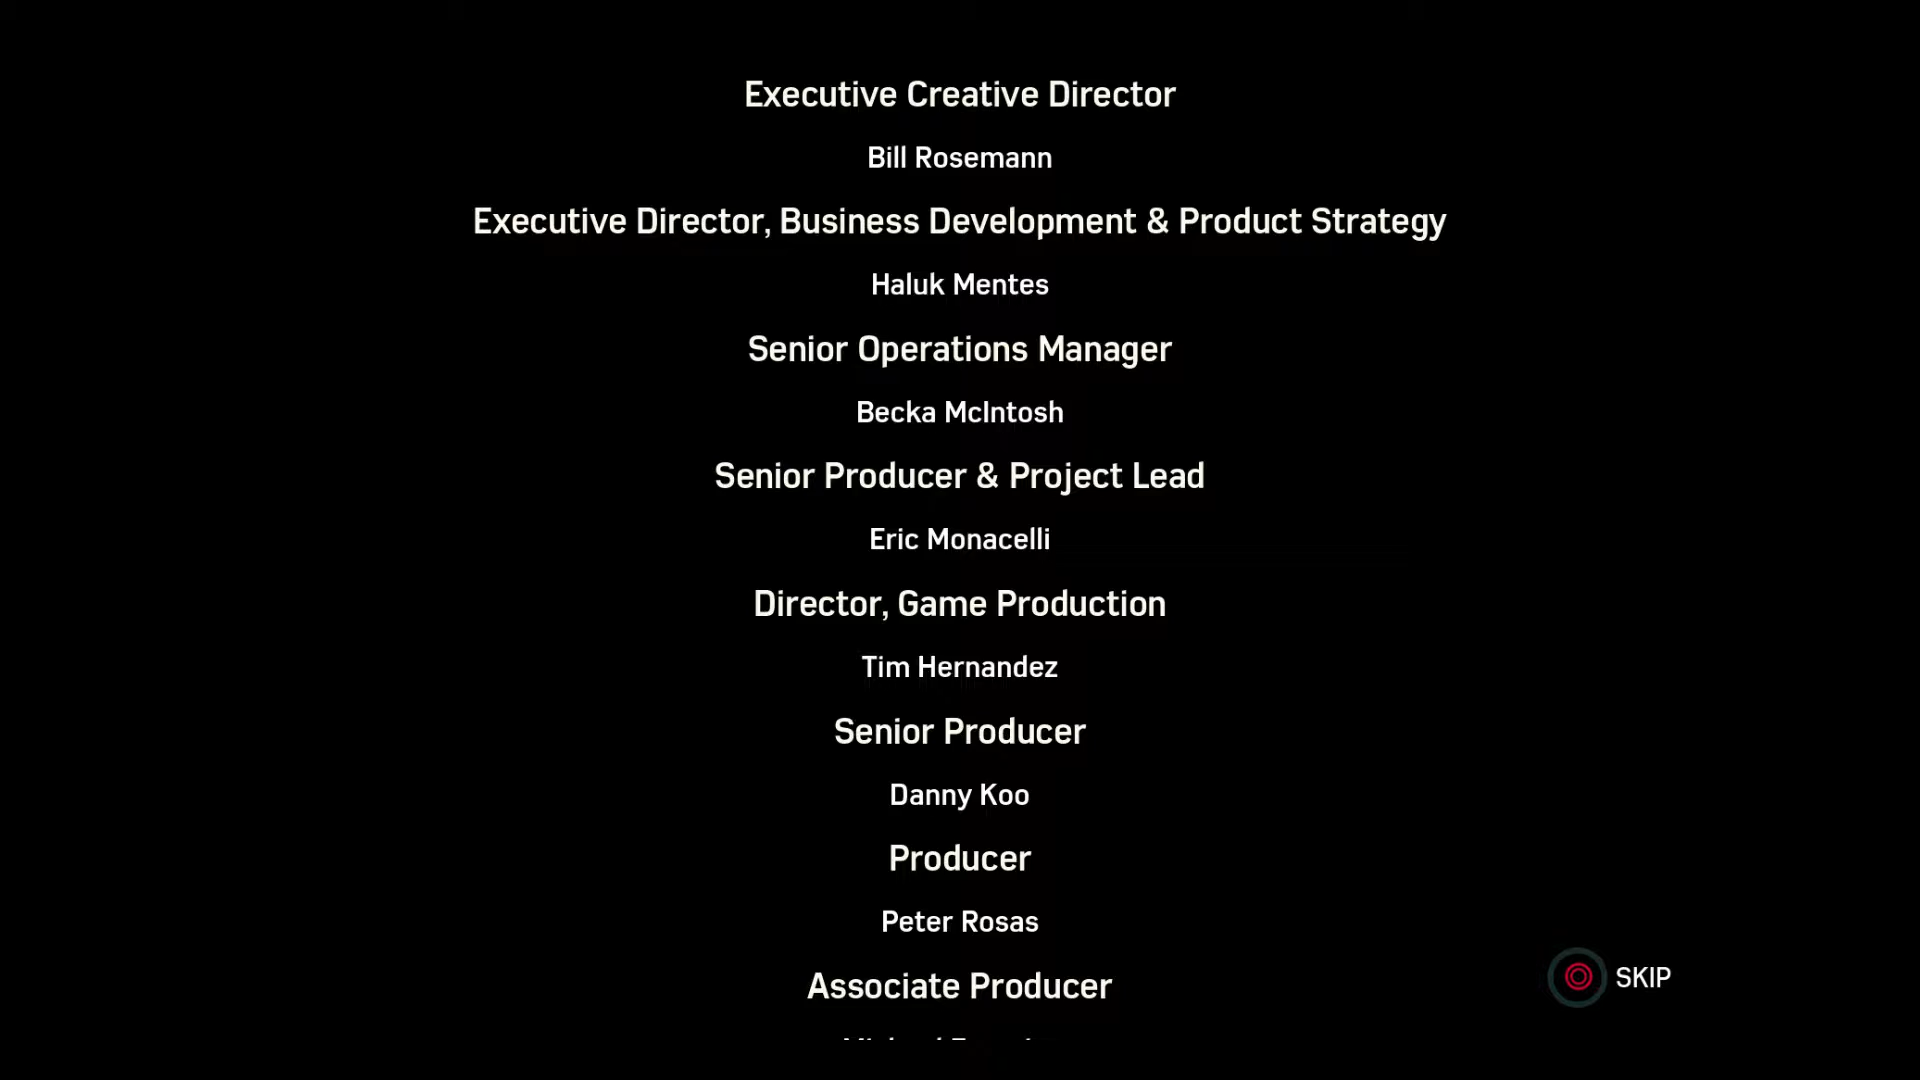 Executive Creative Director
Bill Rosemann
Executive Director, Business Development & Product Strategy
Haluk Mentes
Senior Operations Manager
Becka McIntosh
Senior Producer & Project Lead
Eric Monacelli
Director, Game Production
Tim Hernandez
Senior Producer
Danny Koo
Producer
Peter Rosas
Associate Producer
SKIP